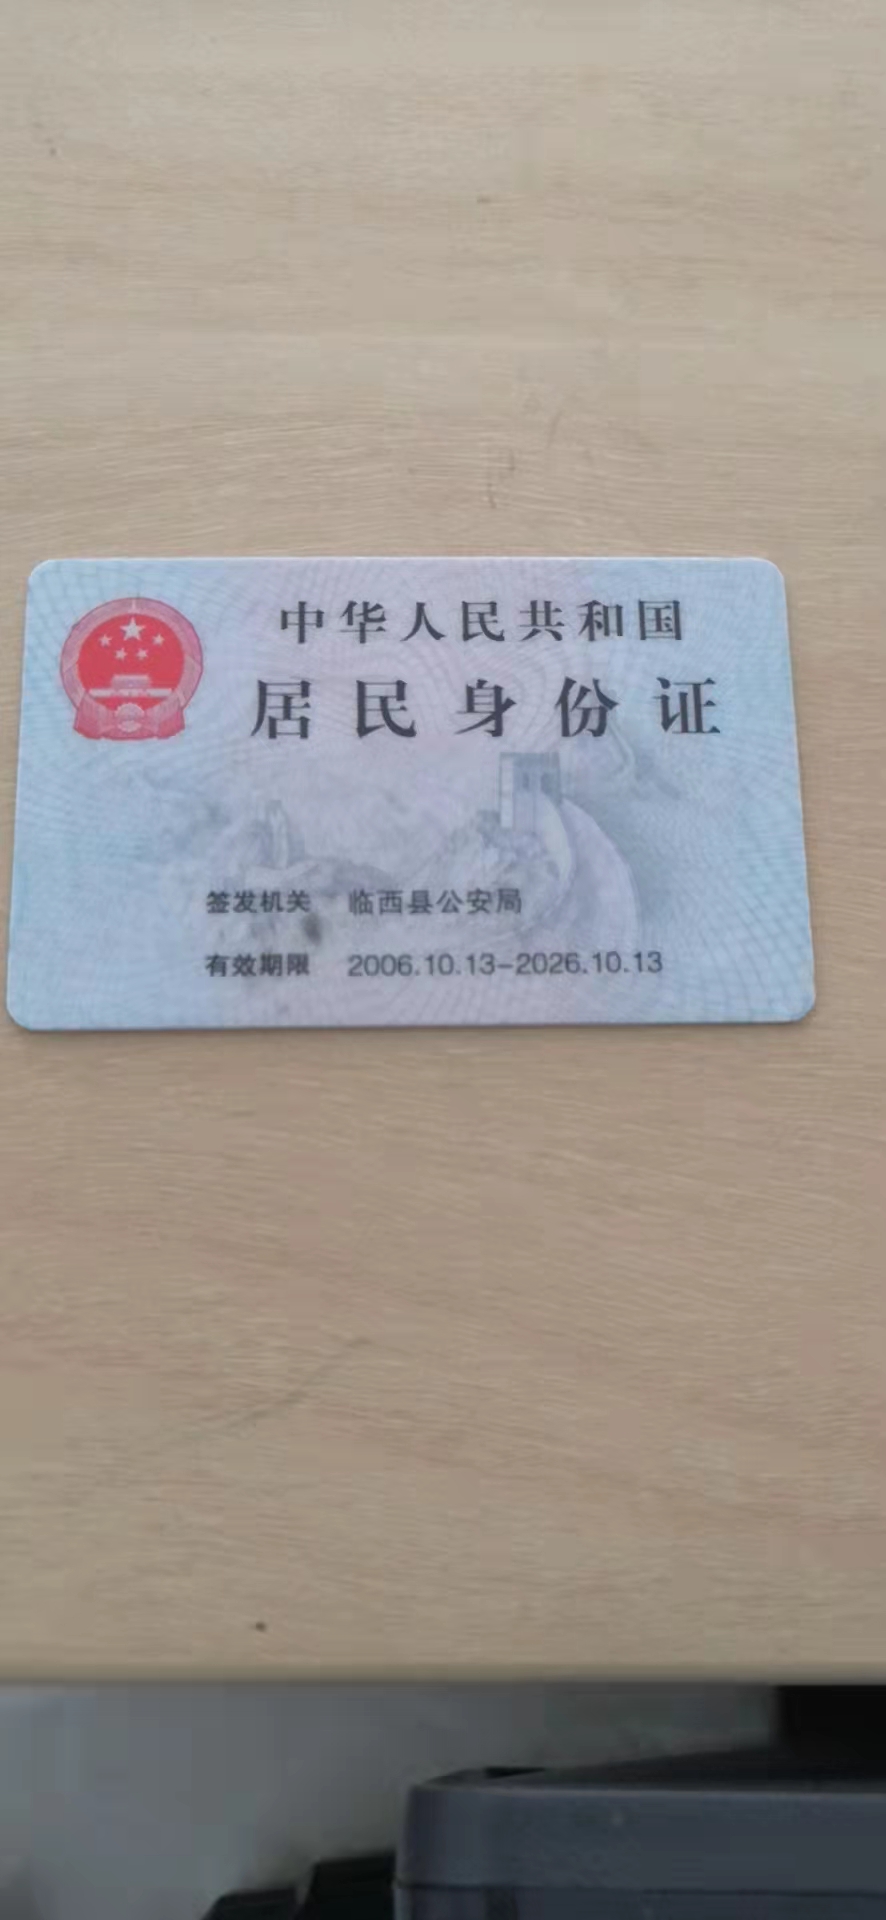 中华人民共和国
居民身份证
签发机关 临西县公安局
有效期限 2006.10.13-2026.10.13